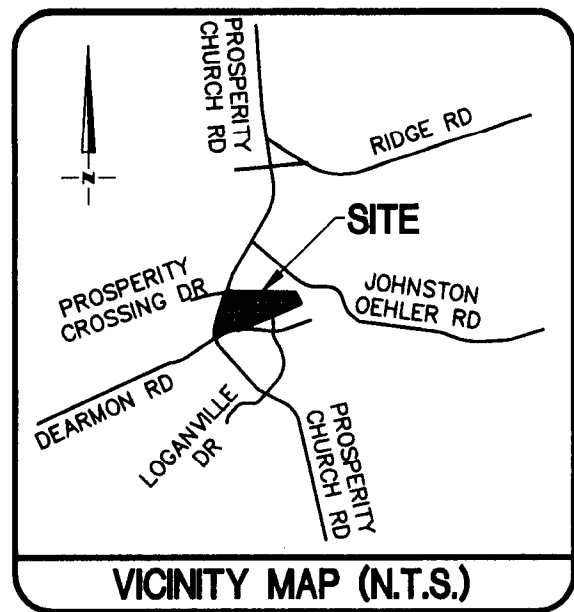 PROSPERITY
CHURCH RD
RIDGE RD
N
SITE
PROSPERITY
CROSSING DR
JOHNSTON
OEHLER RD
DEARMON RD
LOGANVILLE
DR
PROSPERITY
CHURCH RD
VICINITY MAP (N.T.S.)